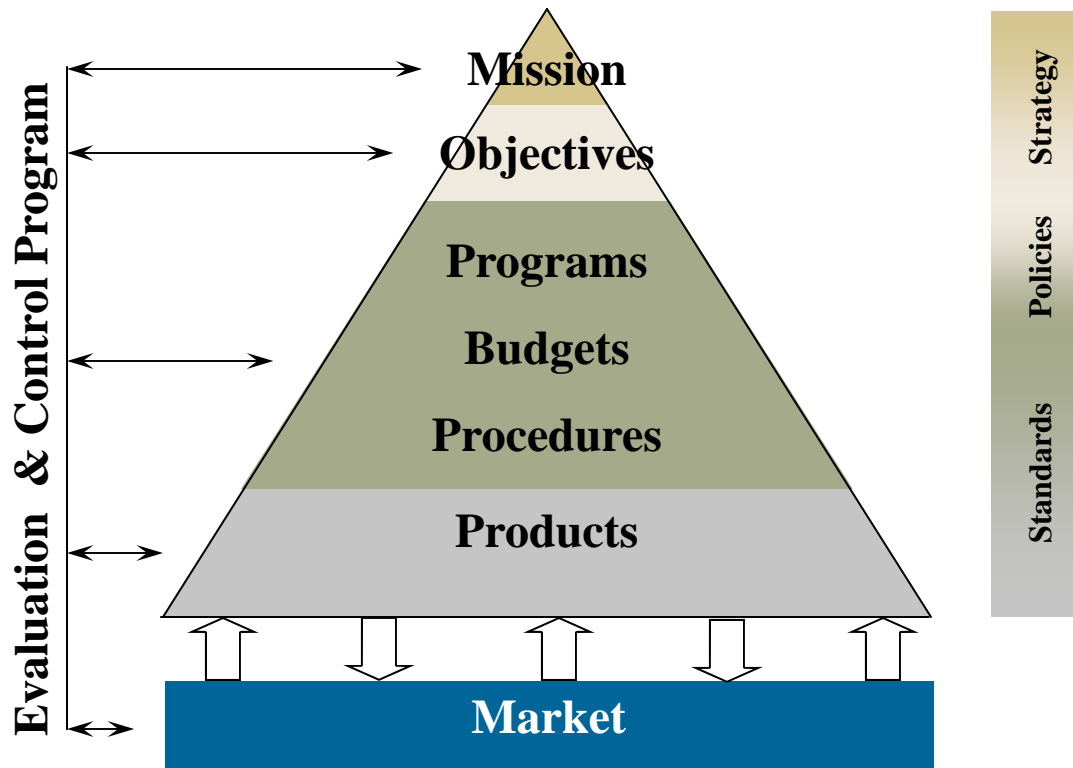 Mission
Objectives
Programs
Budgets
Procedures
Products
Market
Evaluation & Control Program
Strategy
Policies
Standards